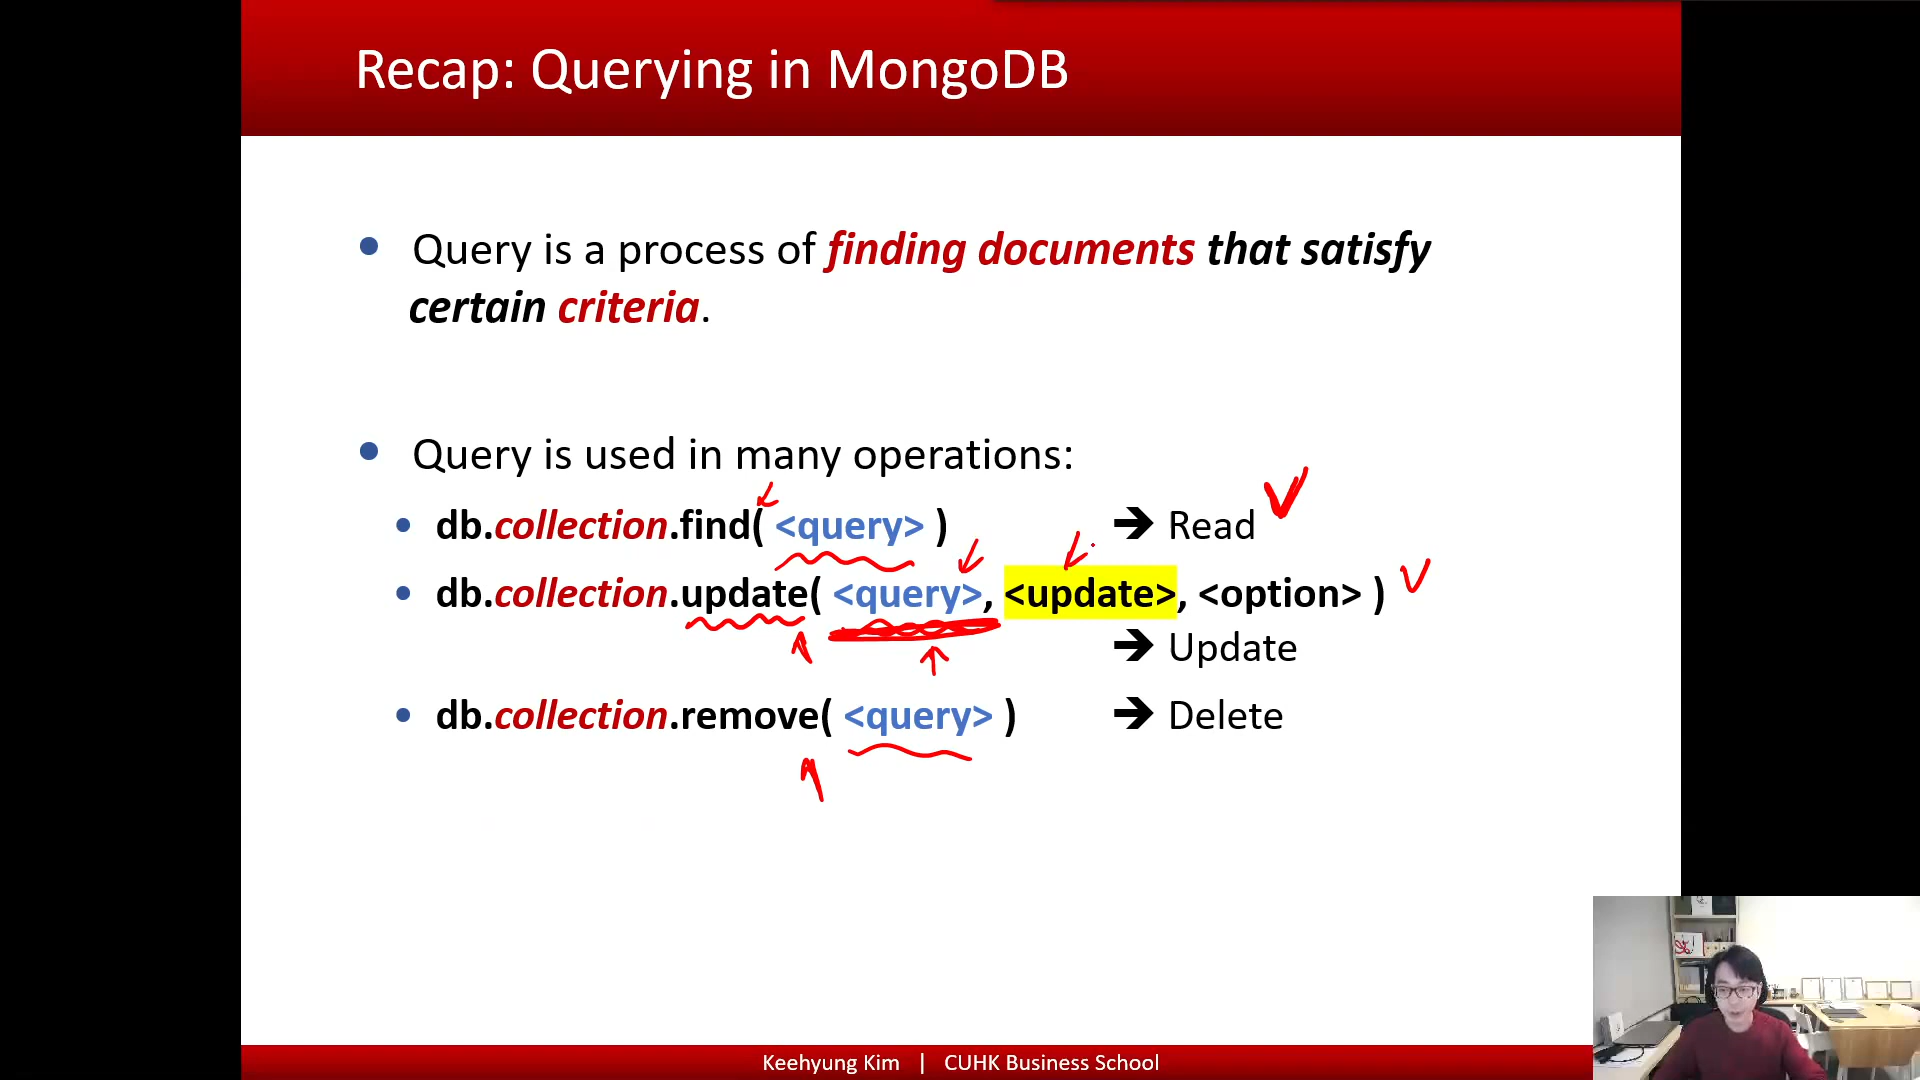 Recap: Querying in MongoDB
• Query is a process of finding documents that satisfy
certain criteria.
• Query is used in many operations:
• db.collection.find( <query> ) → Read
• db.collection.update( <query>, <update>, <option> )
→ Update
• db.collection.remove( <query> ) → Delete
Keehyung Kim | CUHK Business School